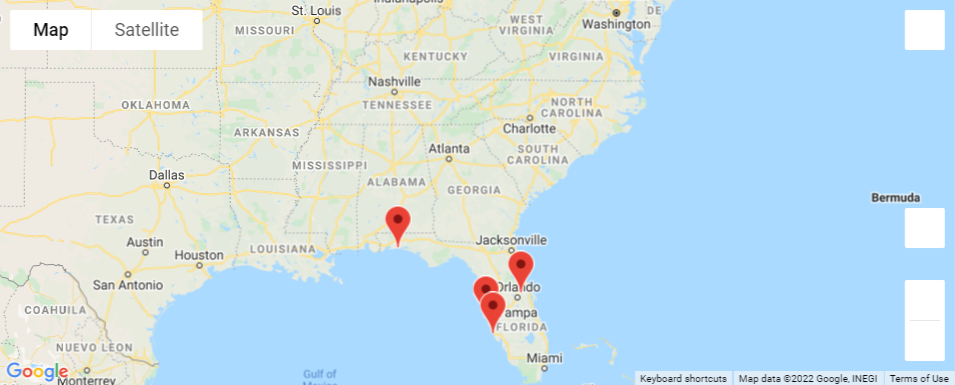 Map
Satellite
St. Louis
Indianapolis
MISSOURI
WEST
VIRGINIA
Washington
DE
KENTUCKY
VIRGINIA
Nashville
OKLAHOMA
TENNESSEE
NORTH
CAROLINA
ARKANSAS
Charlotte
Atlanta
SOUTH
CAROLINA
MISSISSIPPI
Dallas
ALABAMA
GEORGIA
Bermuda
TEXAS
Austin
Houston
LOUISIANA
Jacksonville
San Antonio
Orlando
COAHUILA
Tampa
FLORIDA
NUEVO LEON
Miami
Google
Monterrey
Gulf of
Mexico
Keyboard shortcuts
Map data ©2022 Google, INEGI
Terms of Use